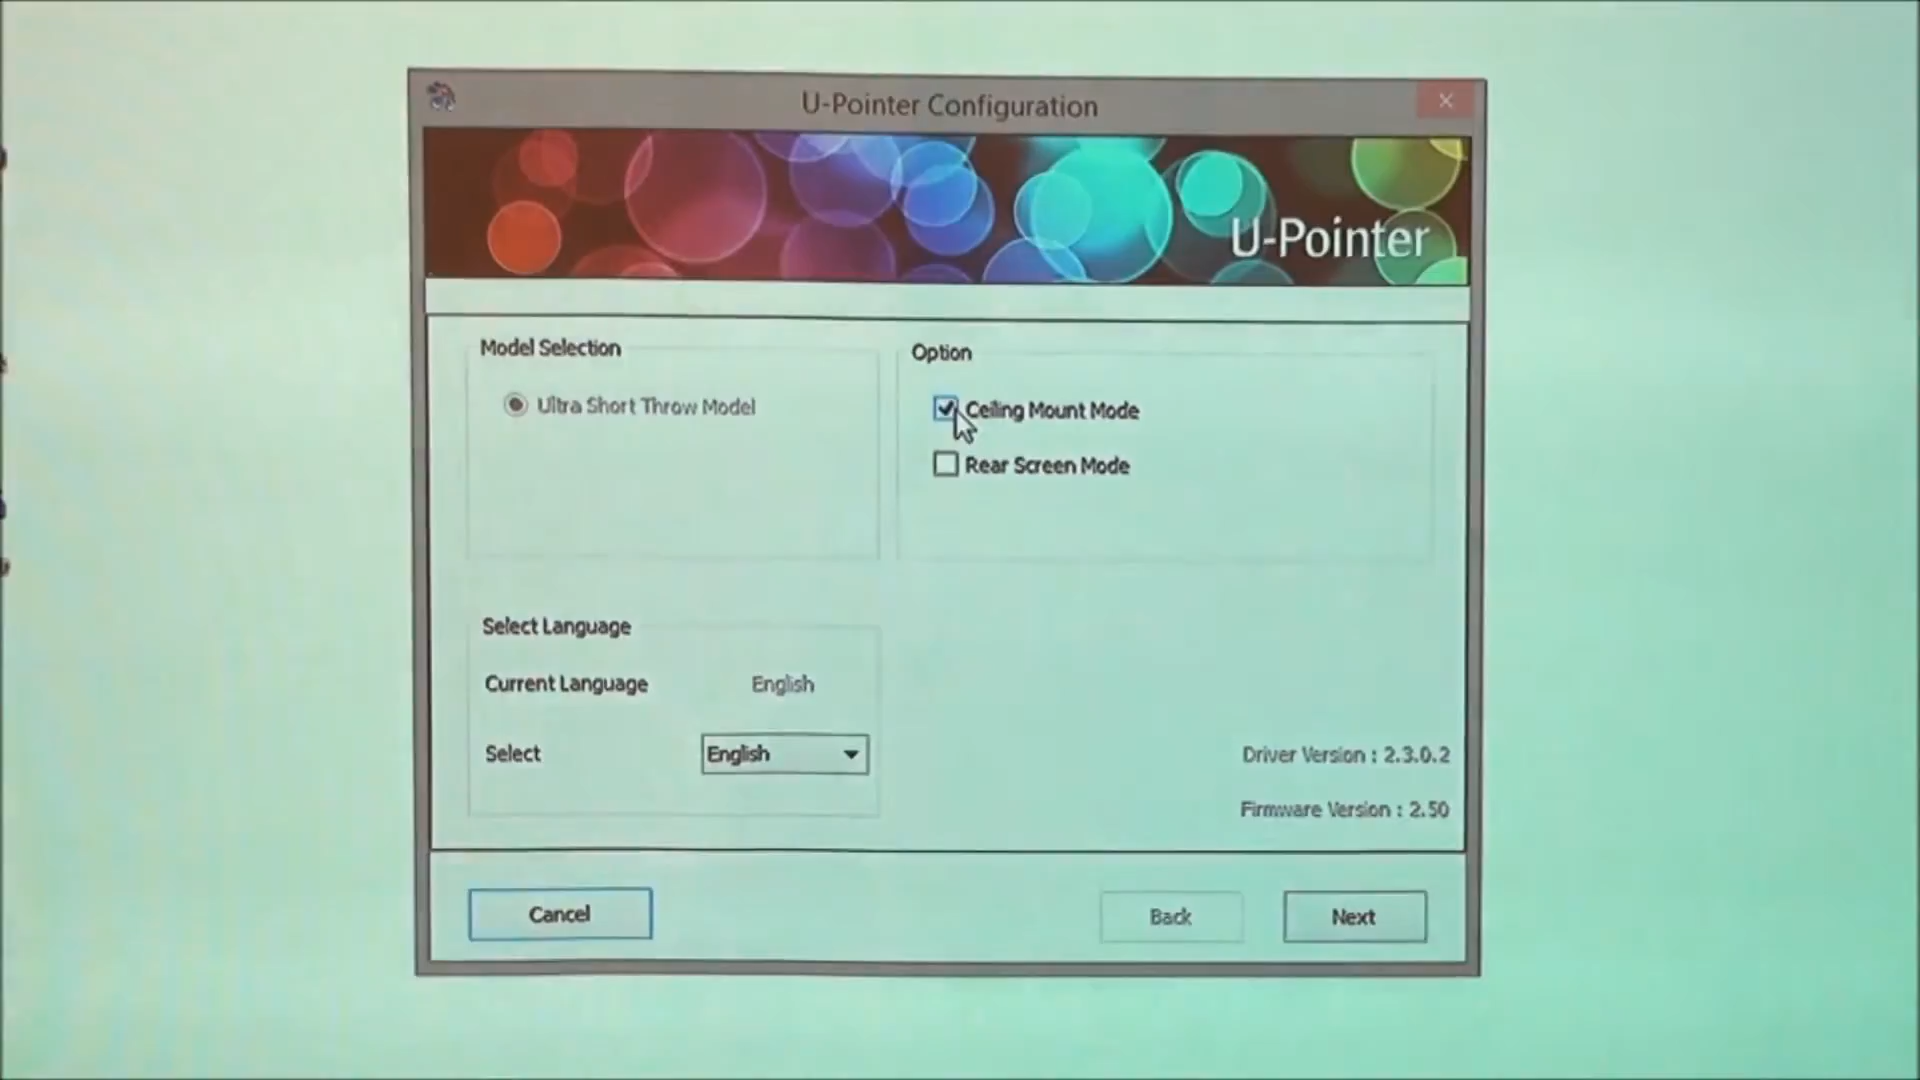 U-Pointer Configuration
U-Pointer
Model Selection
Ultra Short Throw Model
Option
Ceiling Mount Mode
Rear Screen Mode
Select Language
Current Language English
Select English
Driver Version : 2.3.0.2
Firmware Version : 2.50
Cancel
Back
Next